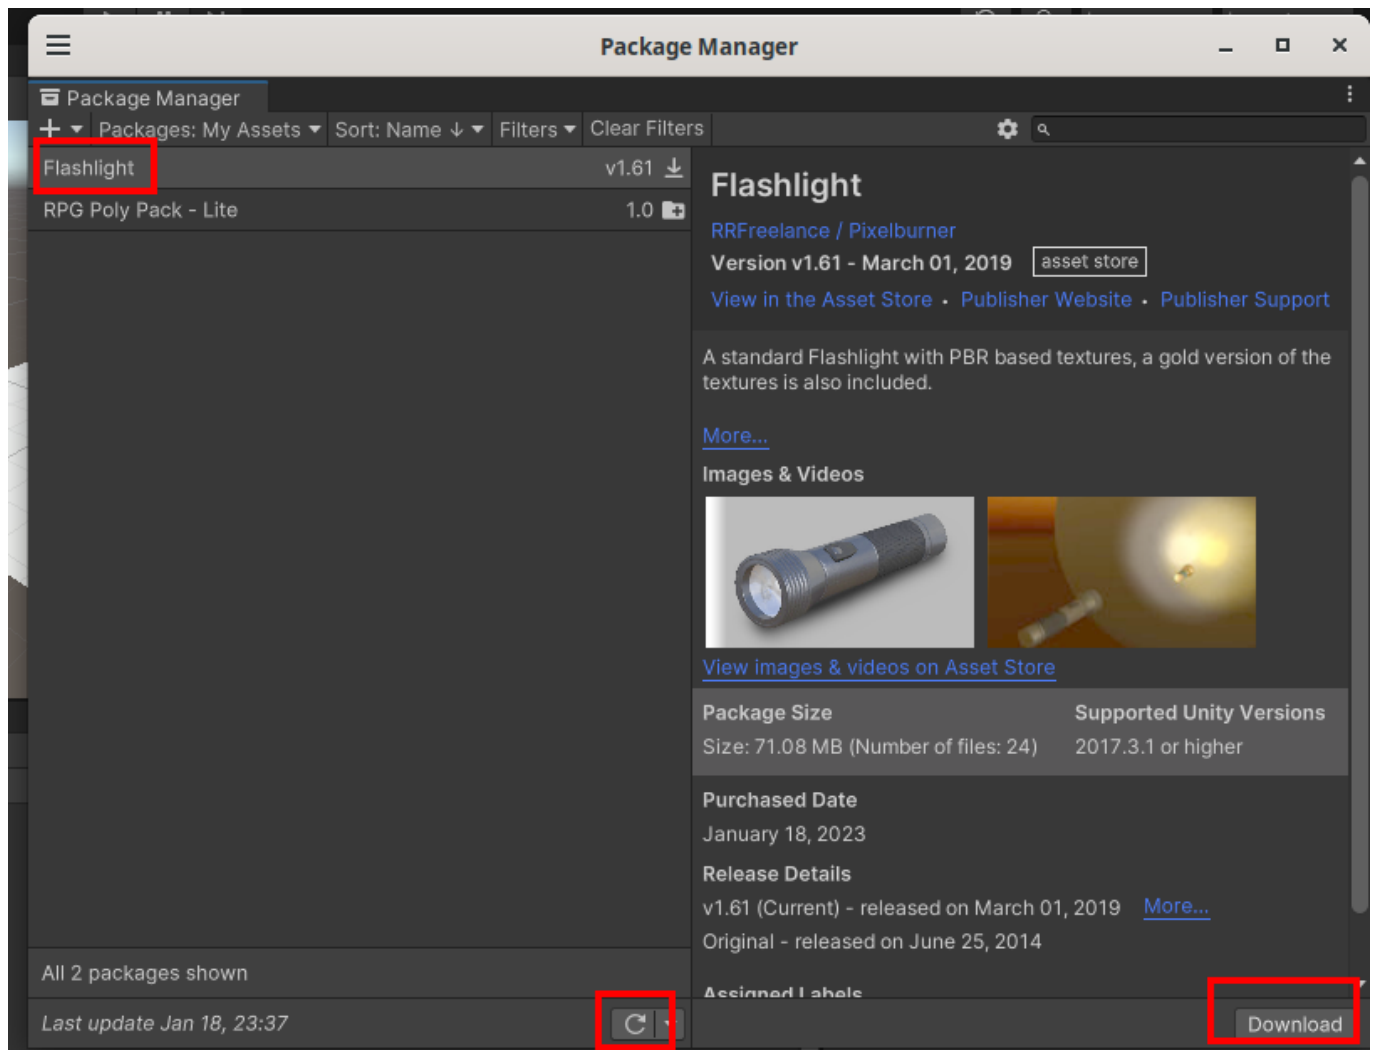 Package Manager
Package Manager
Packages: My Assets Sort: Name ↓ Filters Clear Filters
Flashlight v1.61
RPG Poly Pack - Lite 1.0
All 2 packages shown
Last update Jan 18, 23:37
Flashlight
RRFreelance / Pixelburner
Version v1.61 - March 01, 2019 asset store
View in the Asset Store • Publisher Website • Publisher Support
A standard Flashlight with PBR based textures, a gold version of the
textures is also included.
More...
Images & Videos
View images & videos on Asset Store
Package Size Supported Unity Versions
Size: 71.08 MB (Number of files: 24) 2017.3.1 or higher
Purchased Date
January 18, 2023
Release Details
v1.61 (Current) - released on March 01, 2019 More...
Original - released on June 25, 2014
Assigned Labels
Download